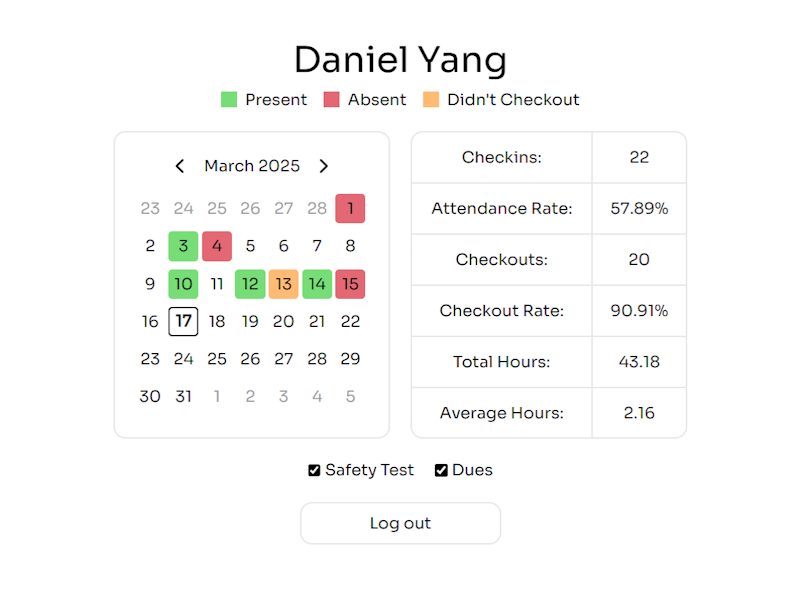 Daniel Yang
Present Absent Didn't Checkout
March 2025
23 24 25 26 27 28 1
2 3 4 5 6 7 8
9 10 11 12 13 14 15
16 17 18 19 20 21 22
23 24 25 26 27 28 29
30 31 1 2 3 4 5
Checkins: 22
Attendance Rate: 57.89%
Checkouts: 20
Checkout Rate: 90.91%
Total Hours: 43.18
Average Hours: 2.16
Safety Test Dues
Log out